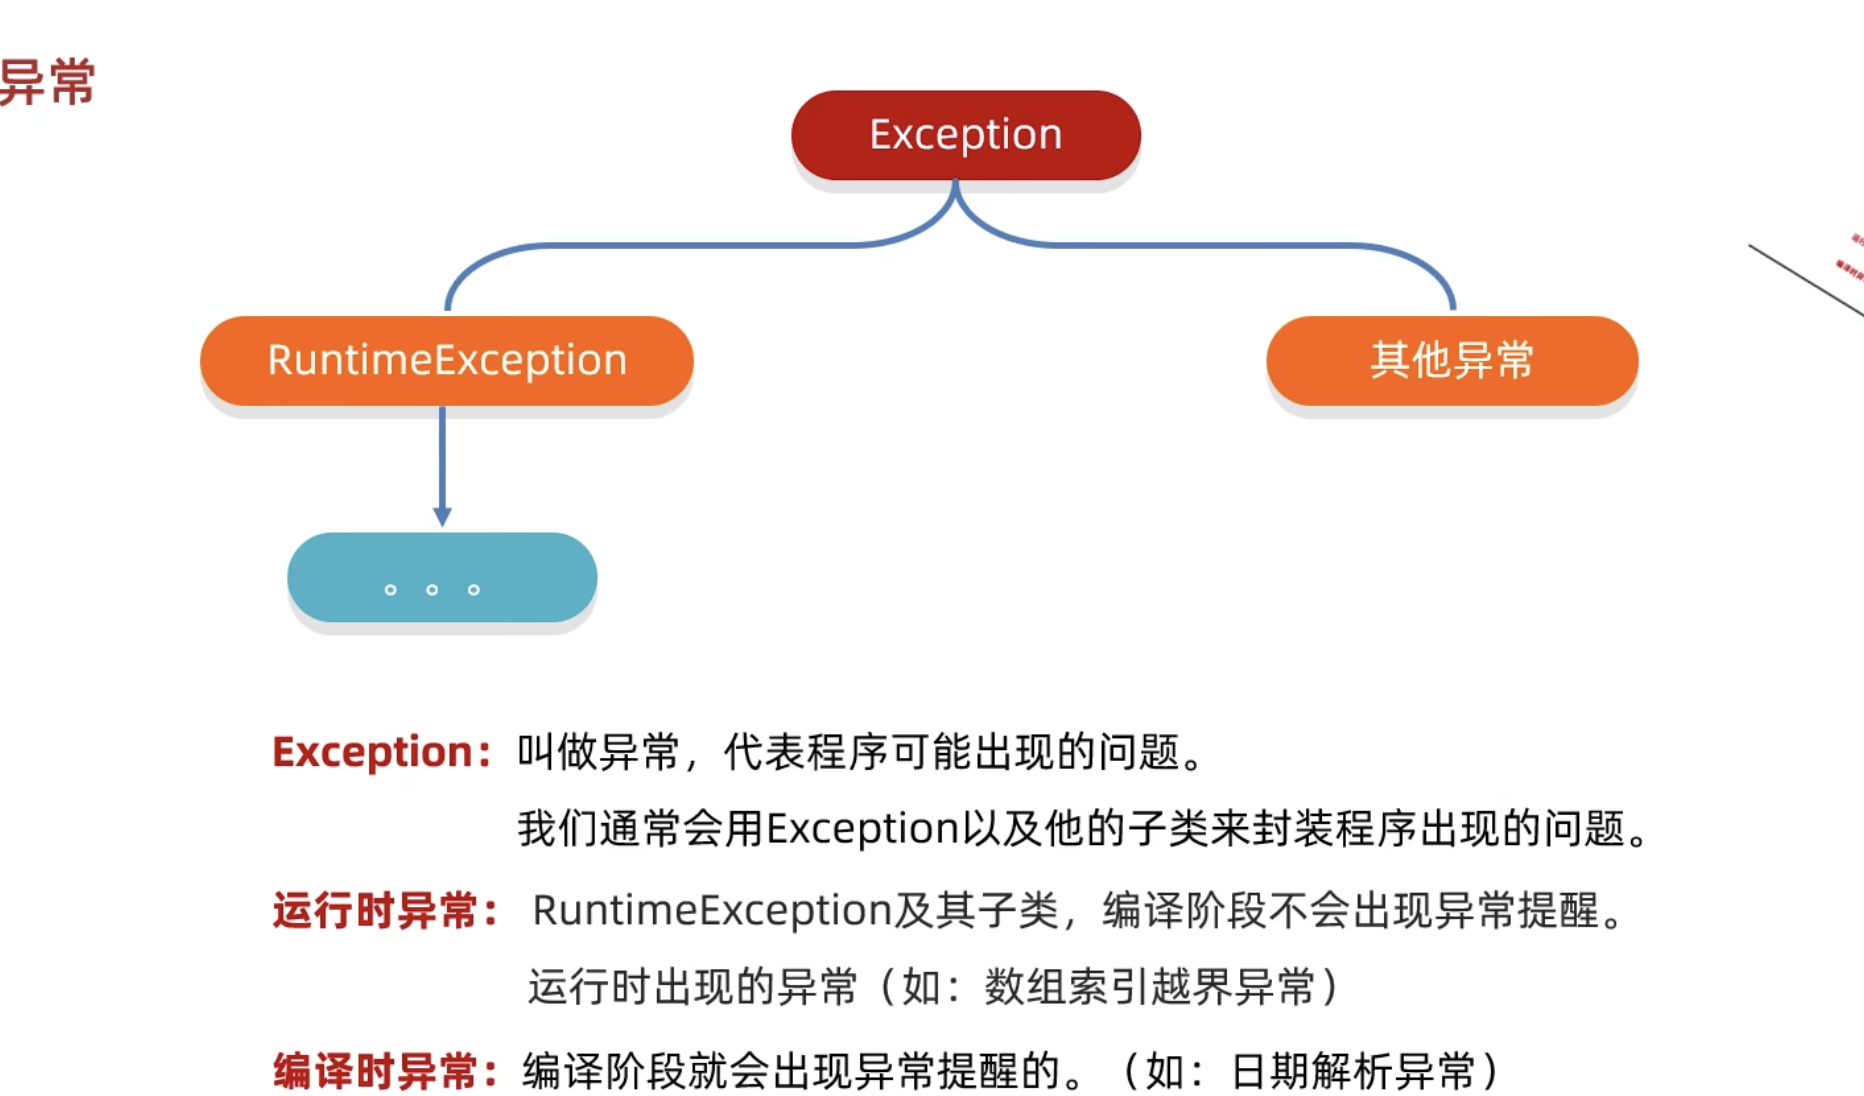 异常
Exception
RuntimeException
其他异常
。。。
Exception：叫做异常，代表程序可能出现的问题。
我们通常会用Exception以及他的子类来封装程序出现的问题。
运行时异常： RuntimeException及其子类，编译阶段不会出现异常提醒。
运行时出现的异常（如：数组索引越界异常）
编译时异常：编译阶段就会出现异常提醒的。（如：日期解析异常）